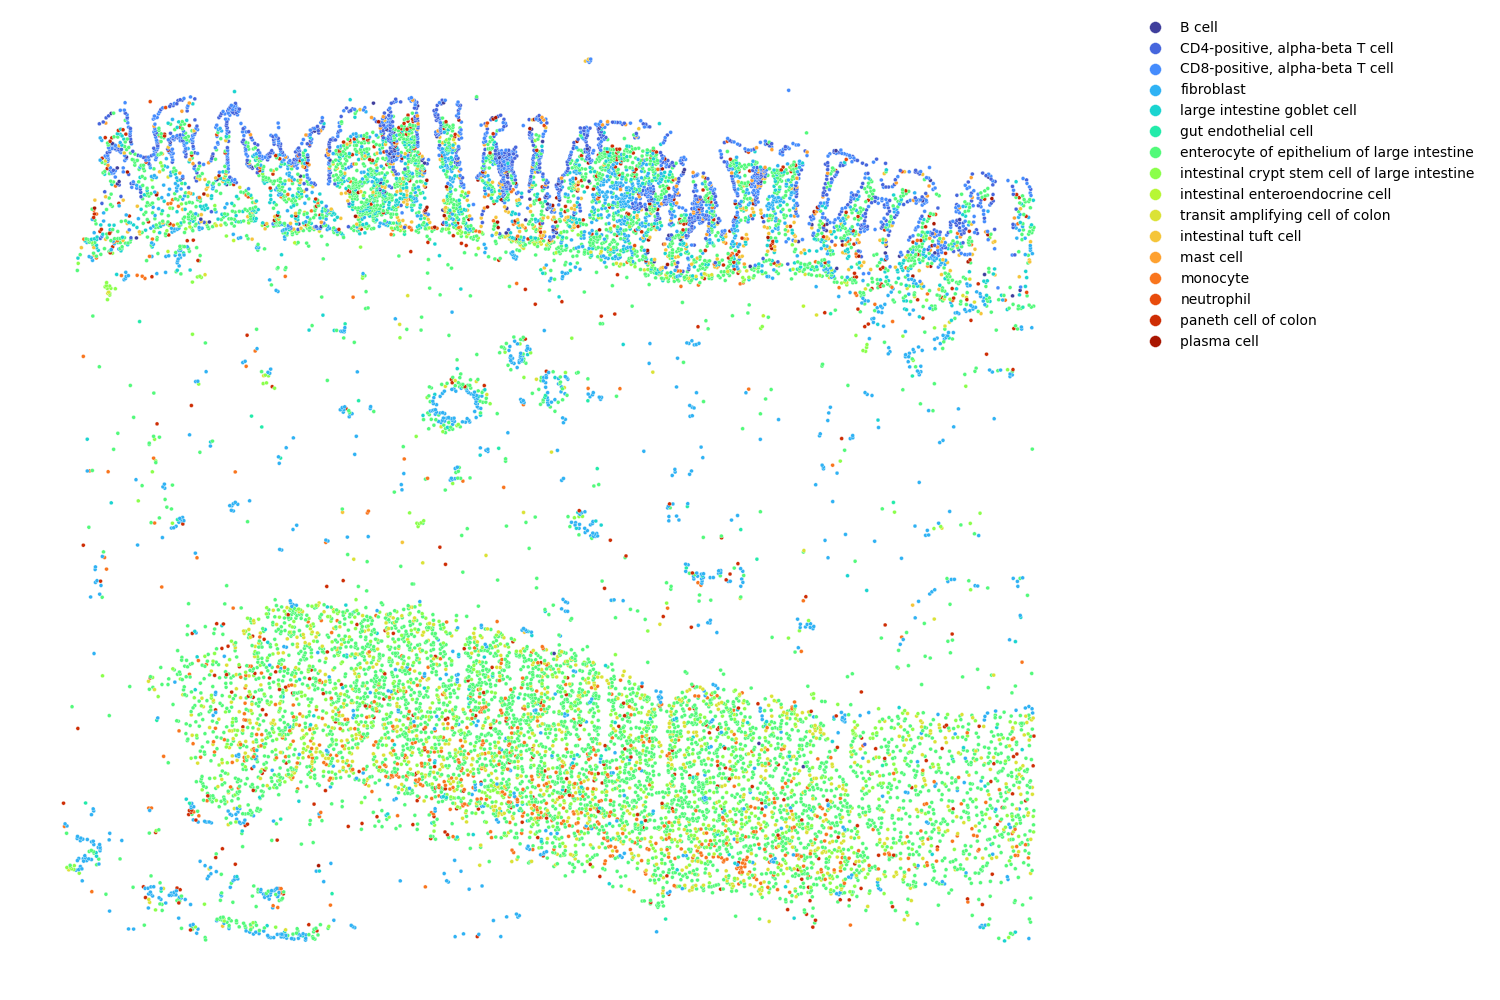 B cell
CD4-positive, alpha-beta T cell
CD8-positive, alpha-beta T cell
fibroblast
large intestine goblet cell
gut endothelial cell
enterocyte of epithelium of large intestine
intestinal crypt stem cell of large intestine
intestinal enteroendocrine cell
transit amplifying cell of colon
intestinal tuft cell
mast cell
monocyte
neutrophil
paneth cell of colon
plasma cell